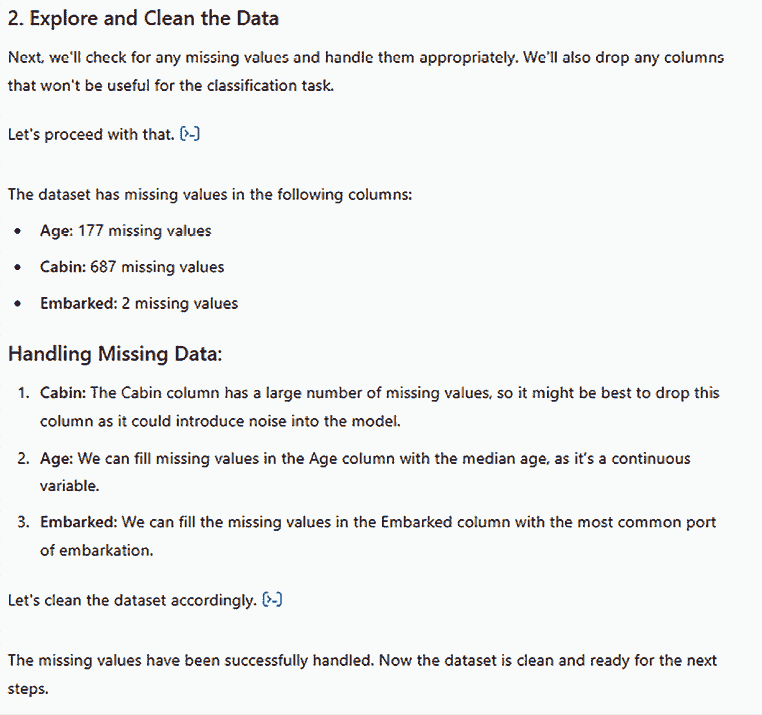 2. Explore and Clean the Data
Next, we'll check for any missing values and handle them appropriately. We'll also drop any columns
that won't be useful for the classification task.
Let's proceed with that. [>-]
The dataset has missing values in the following columns:
• Age: 177 missing values
• Cabin: 687 missing values
• Embarked: 2 missing values
Handling Missing Data:
1. Cabin: The Cabin column has a large number of missing values, so it might be best to drop this
column as it could introduce noise into the model.
2. Age: We can fill missing values in the Age column with the median age, as it's a continuous
variable.
3. Embarked: We can fill the missing values in the Embarked column with the most common port
of embarkation.
Let's clean the dataset accordingly. [>-]
The missing values have been successfully handled. Now the dataset is clean and ready for the next
steps.